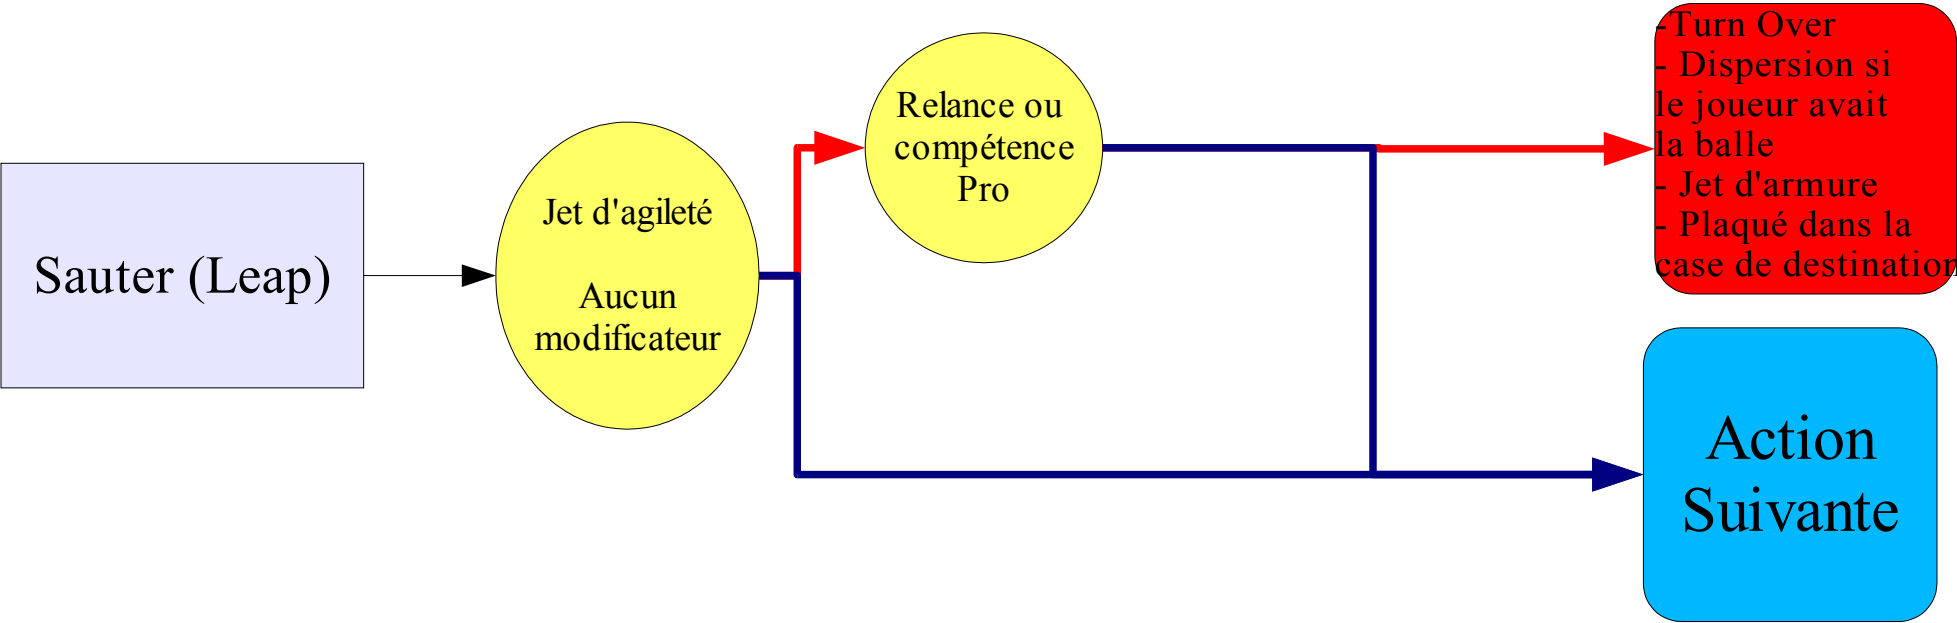 Sauter (Leap)
Jet d'agileté
Aucun
modificateur
Relance ou
compétence
Pro
-Turn Over
- Dispersion si
le joueur avait
la balle
- Jet d'armure
- Plaqué dans la
case de destination
Action
Suivante